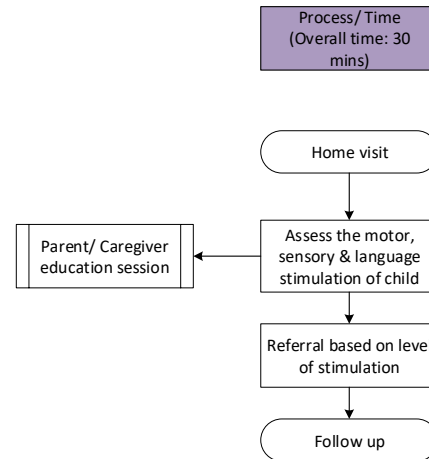 Process/ Time
(Overall time: 30
mins)
Home visit
Parent/ Caregiver
education session
Assess the motor,
sensory & language
stimulation of child
Referral based on level
of stimulation
Follow up